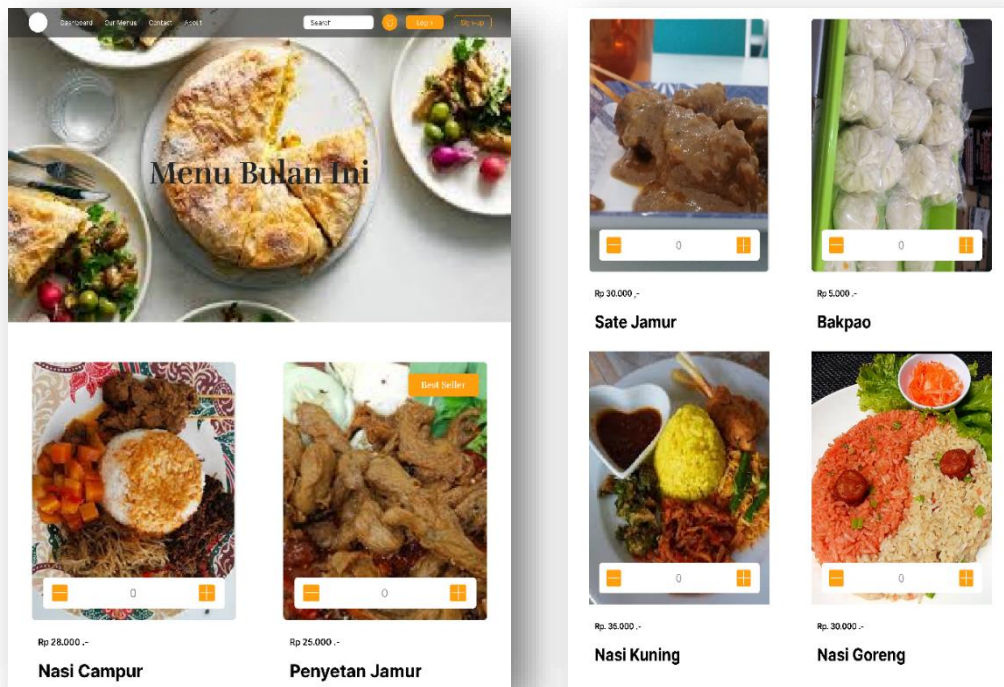 Dashboard Our Menus Contact About Search Log in Sign up
Menu Bulan Ini
Best Seller
0 0
Rp 28.000 ,- Rp 25.000 ,-
Nasi Campur Penyetan Jamur
0 0
Rp 30.000 ,- Rp 5.000 ,-
Sate Jamur Bakpao
0 0
Rp. 35.000 ,- Rp. 30.000 ,-
Nasi Kuning Nasi Goreng